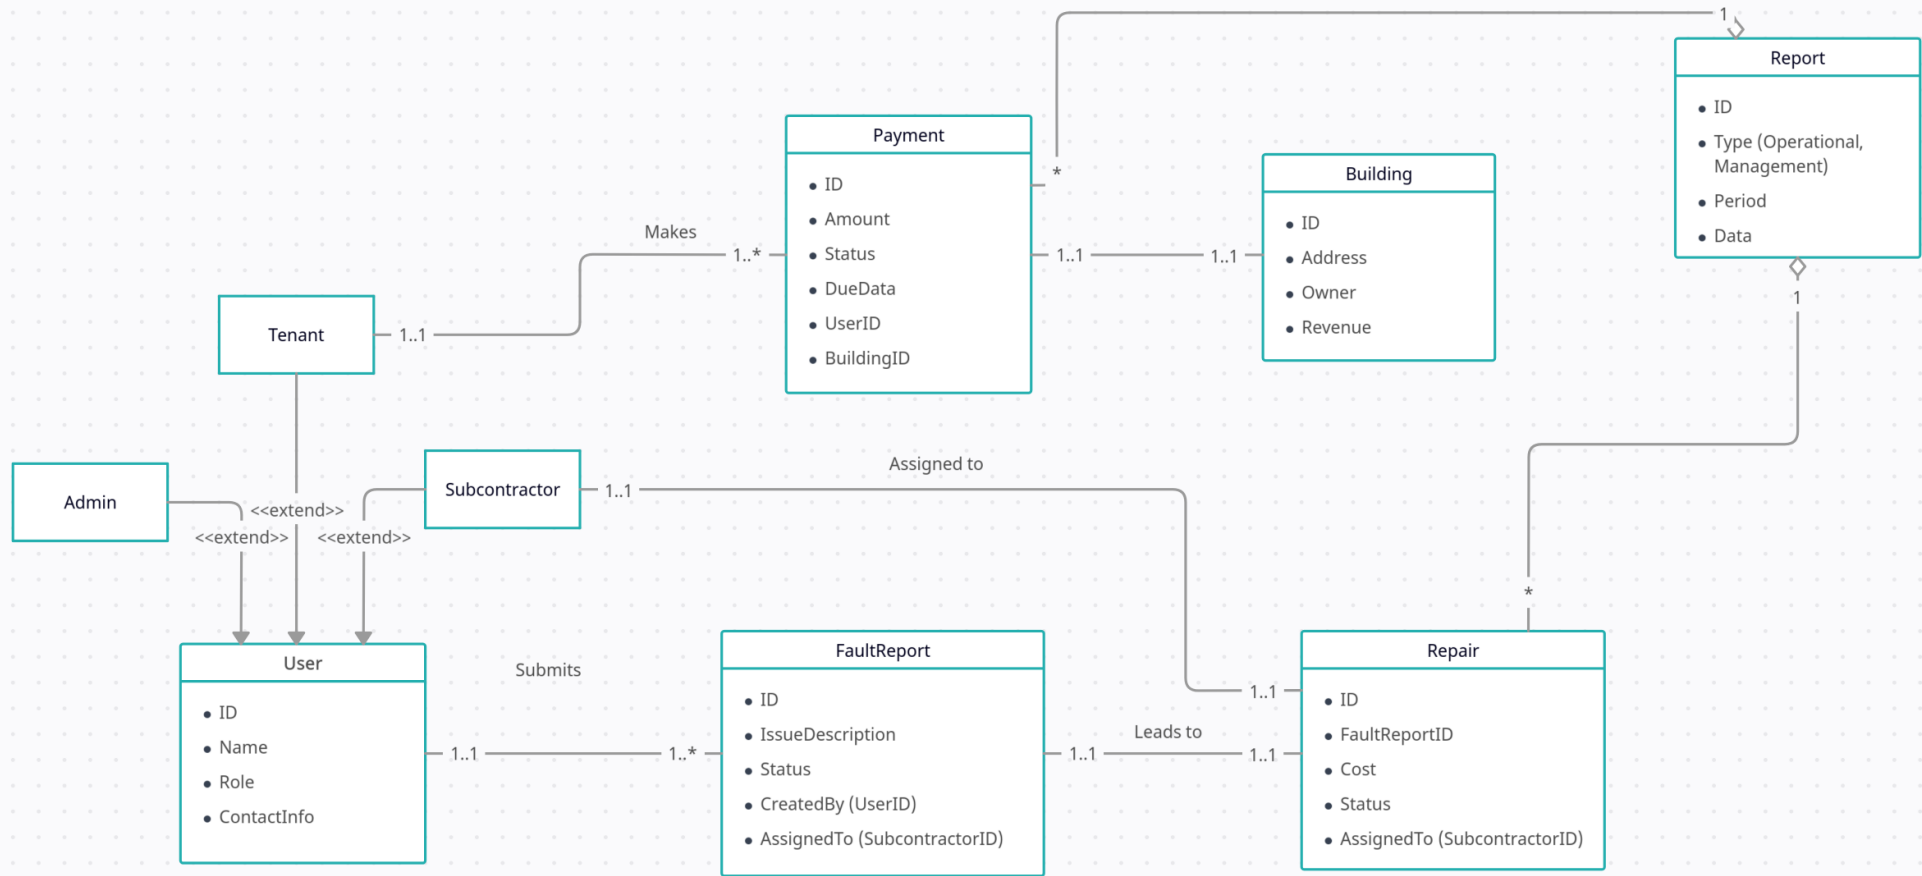 1
Report
• ID
• Type (Operational,
Management)
• Period
• Data
1
Payment
• ID
• Amount
• Status
• DueData
• UserID
• BuildingID
*
Building
• ID
• Address
• Owner
• Revenue
Makes
1..*
1..1
1..1
Tenant
1..1
Admin
Subcontractor
1..1
Assigned to
<<extend>>
<<extend>>
<<extend>>
*
User
• ID
• Name
• Role
• ContactInfo
Submits
1..1
1..*
FaultReport
• ID
• IssueDescription
• Status
• CreatedBy (UserID)
• AssignedTo (SubcontractorID)
Leads to
1..1
1..1
1..1
Repair
• ID
• FaultReportID
• Cost
• Status
• AssignedTo (SubcontractorID)